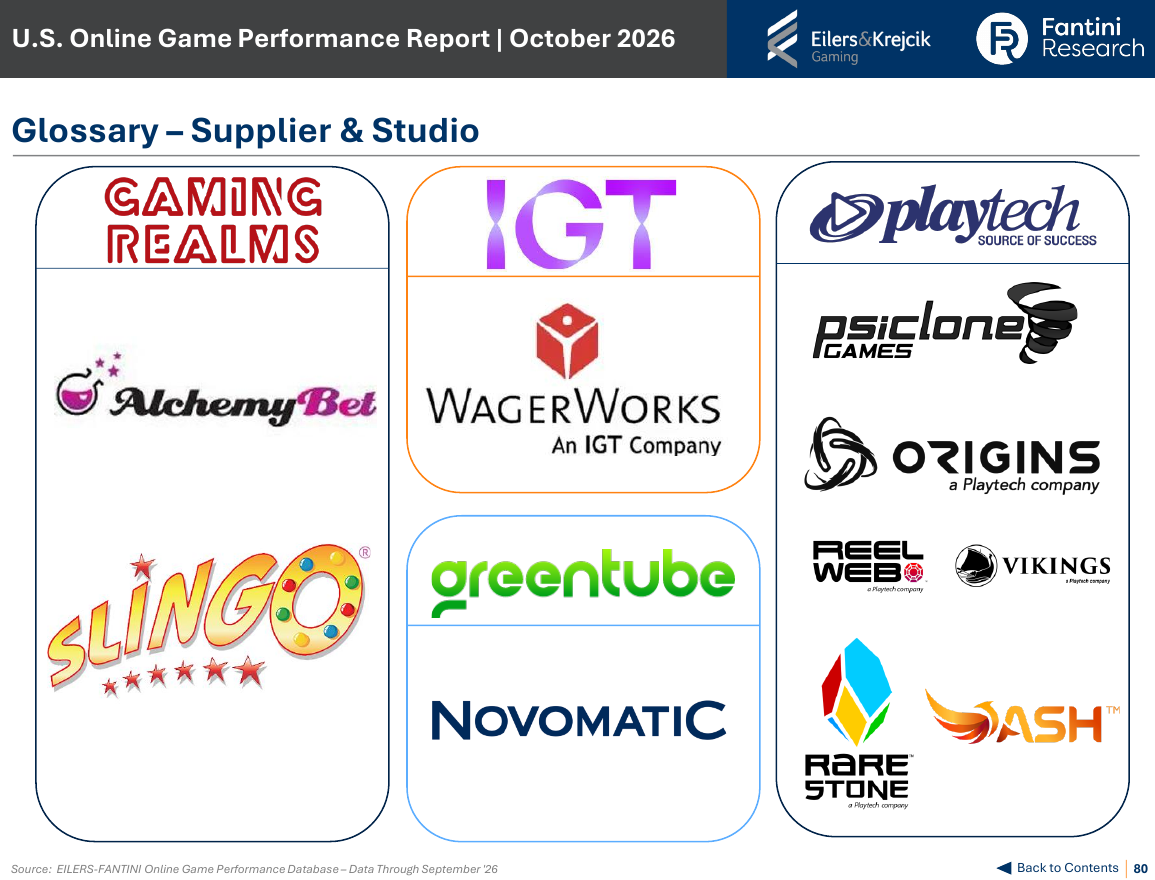 U.S. Online Game Performance Report | October 2026
Eilers&Krejcik
Gaming
Fantini
Research
Glossary – Supplier & Studio
GAMING
REALMS
AlchemyBet
SLINGO®
IGT
WAGERWORKS
An IGT Company
greentube
NOVOMATIC
playtech
SOURCE OF SUCCESS
psiclone
GAMES
ORIGINS
a Playtech company
REEL
WEB
a Playtech company
VIKINGS
a Playtech company
RARE
STONE™
a Playtech company
ASH™
Source: EILERS-FANTINI Online Game Performance Database – Data Through September '26
Back to Contents
80